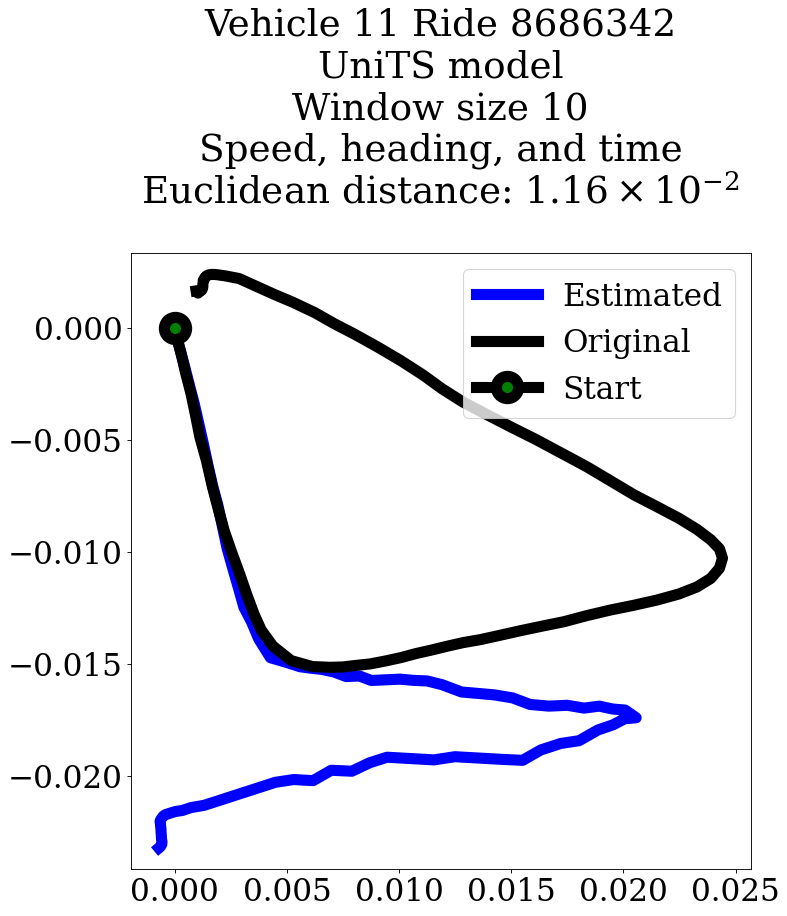 Vehicle 11 Ride 8686342
UniTS model
Window size 10
Speed, heading, and time
Euclidean distance: 1.16 × 10⁻²
Estimated
Original
Start
0.000
−0.005
−0.010
−0.015
−0.020
0.000 0.005 0.010 0.015 0.020 0.025